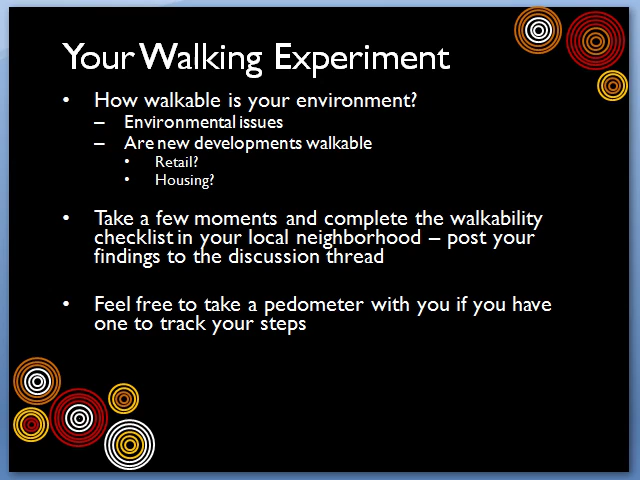 Your Walking Experiment
• How walkable is your environment?
– Environmental issues
– Are new developments walkable
• Retail?
• Housing?
• Take a few moments and complete the walkability
checklist in your local neighborhood – post your
findings to the discussion thread
• Feel free to take a pedometer with you if you have
one to track your steps